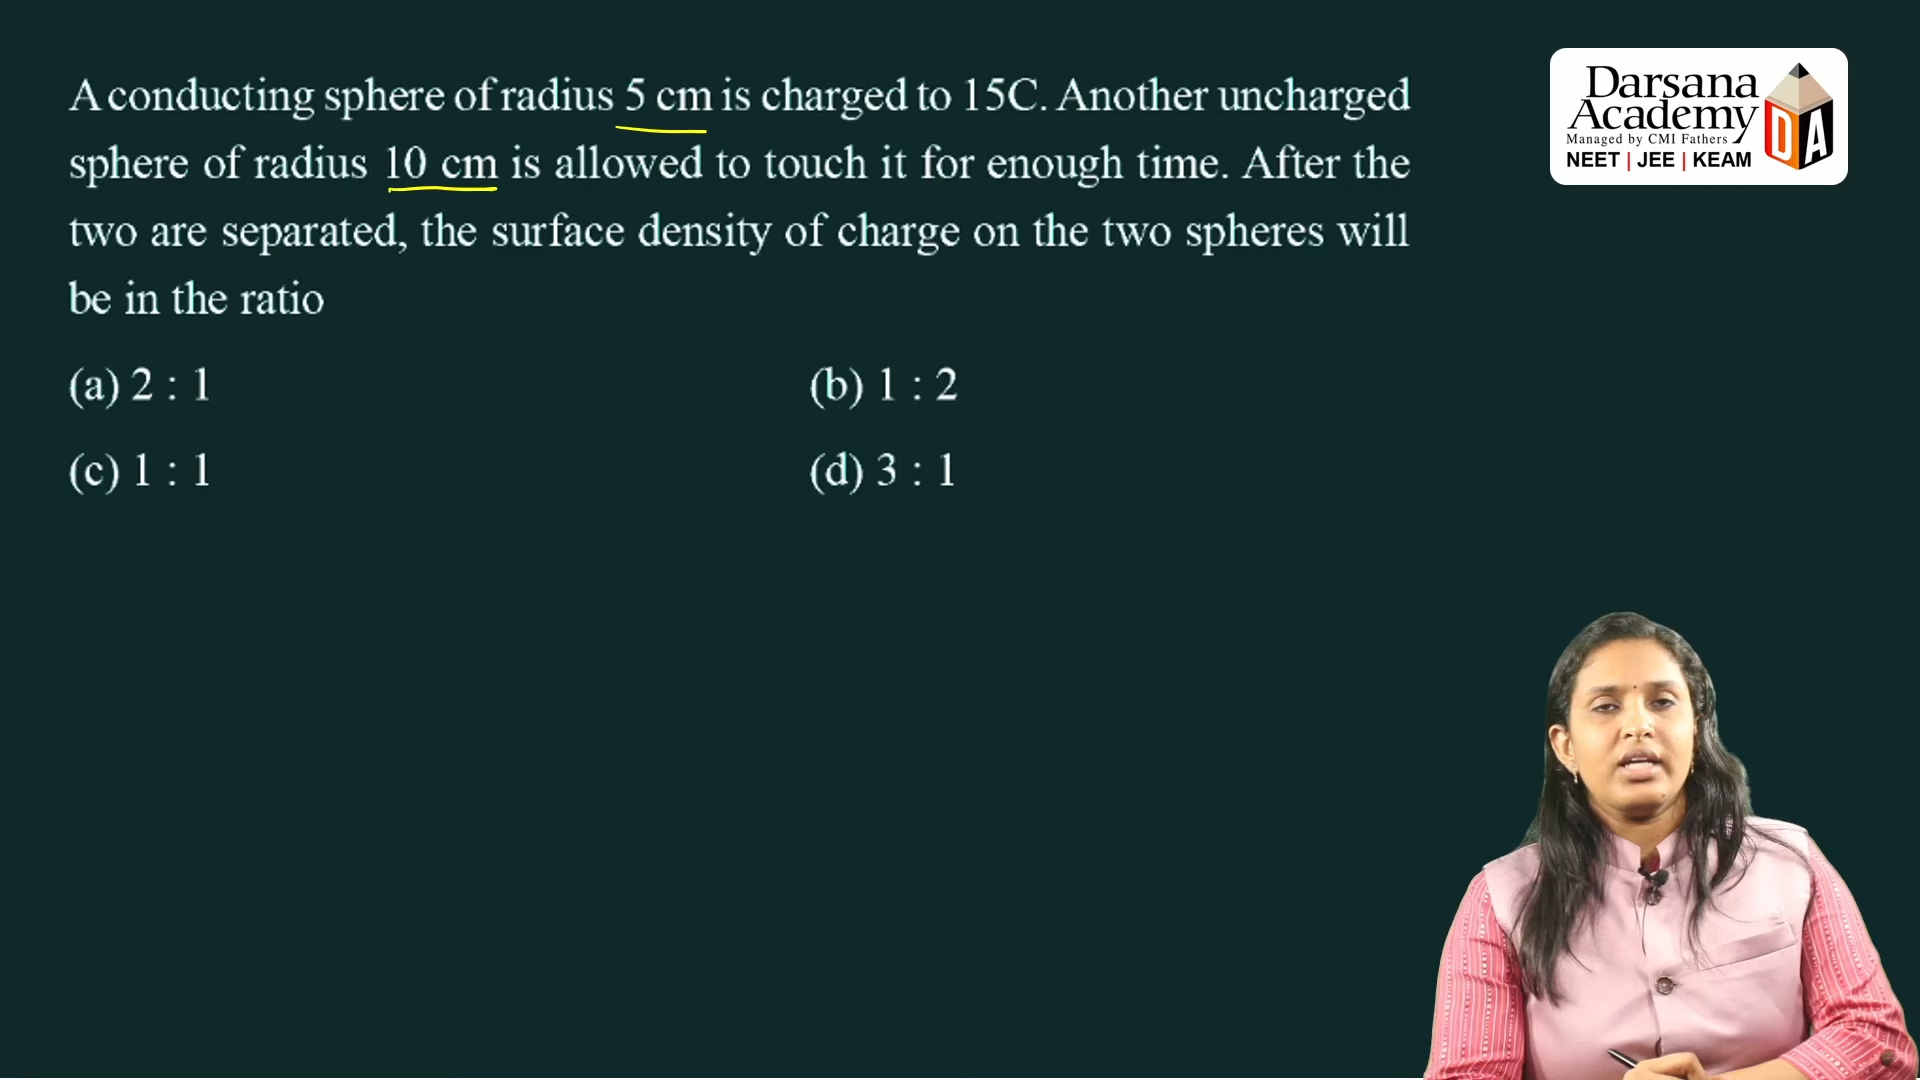 A conducting sphere of radius 5 cm is charged to 15C. Another uncharged
sphere of radius 10 cm is allowed to touch it for enough time. After the
two are separated, the surface density of charge on the two spheres will
be in the ratio
(a) 2 : 1
(b) 1 : 2
(c) 1 : 1
(d) 3 : 1
Darsana
Academy
Managed by CMI Fathers
NEET | JEE | KEAM
DA